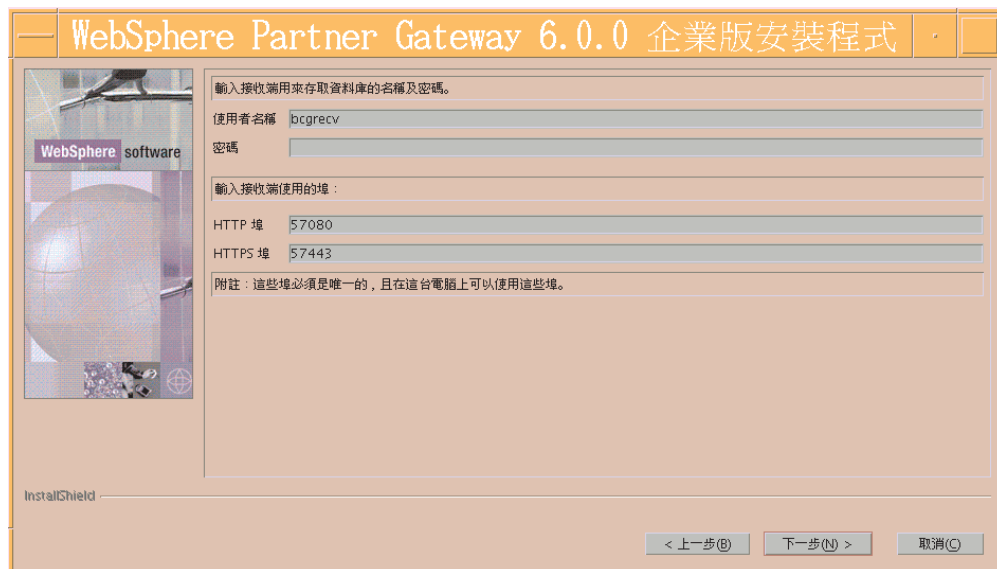 WebSphere Partner Gateway 6.0.0 企業版安裝程式
WebSphere software
輸入接收端用來存取資料庫的名稱及密碼。
使用者名稱 bcgrecv
密碼
輸入接收端使用的埠：
HTTP 埠 57080
HTTPS 埠 57443
附註：這些埠必須是唯一的，且在這台電腦上可以使用這些埠。
InstallShield
< 上一步(B) 下一步(N) > 取消(C)